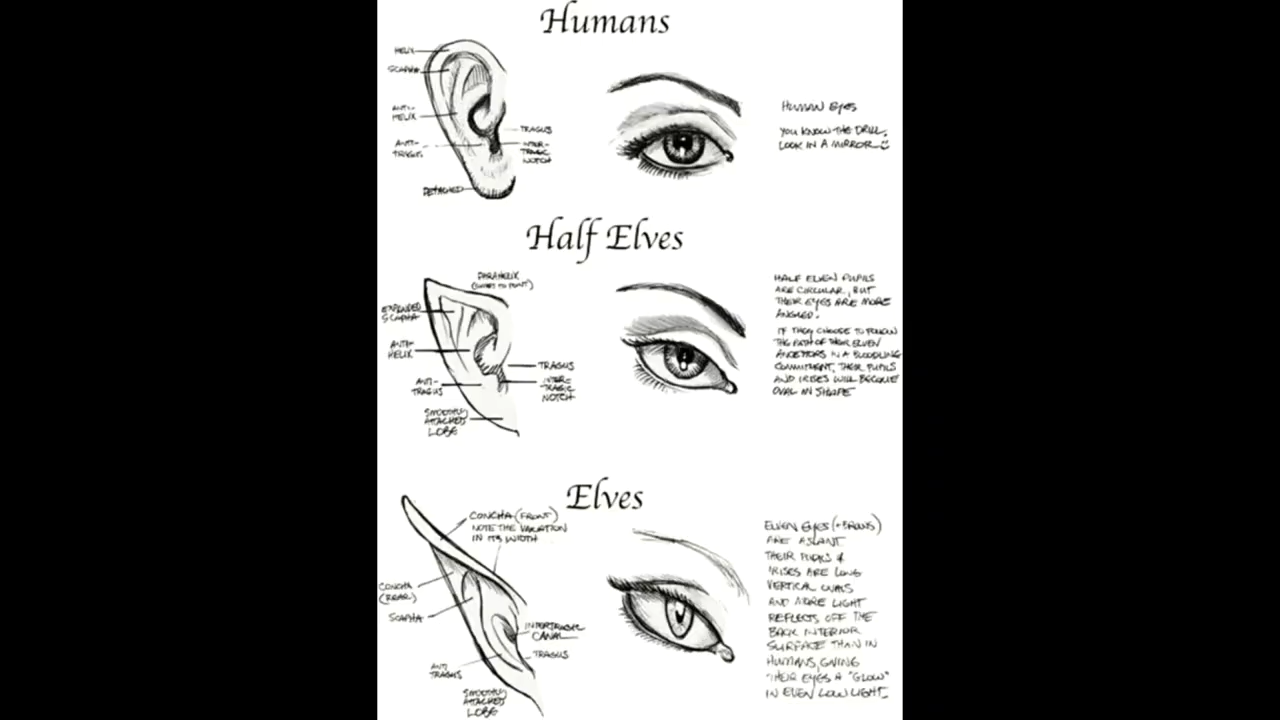 Humans
HELIX
SCAPHA
ANTI-
HELIX
ANTI-
TRAGUS
DETACHED
TRAGUS
INTER-
TRAGIC
NOTCH
HUMAN EYES
YOU KNOW THE DRILL,
LOOK IN A MIRROR
Half Elves
PARAHELIX
(COMES TO POINT)
EXPANDED
SCAPHA
ANTI-
HELIX
ANTI-
TRAGUS
SMOOTHLY
ATTACHED
LOBE
TRAGUS
INTER-
TRAGIC
NOTCH
HALF ELVEN PUPILS
ARE CIRCULAR, BUT
THEIR EYES ARE MORE
ANGLED.
IF THEY CHOOSE TO FOLLOW
THE PATH OF THEIR ELVEN
ANCESTORS IN A BLOODLINE
COMMITMENT, THEIR PUPILS
AND IRISES WILL BECOME
OVAL IN SHAPE
Elves
CONCHA (FRONT)
NOTE THE VARIATION
IN ITS WIDTH
CONCHA
(REAR)
SCAPHA
ANTI
TRAGUS
SMOOTHLY
ATTACHED
LOBE
INTERTRAGIC
CANAL
TRAGUS
ELVEN EYES (+BROWS)
ARE ASLANT
THEIR PUPILS &
IRISES ARE LONG
VERTICAL OVALS
AND MORE LIGHT
REFLECTS OFF THE
BACK INTERIOR
SURFACE THAN IN
HUMANS, GIVING
THEIR EYES A "GLOW"
IN EVEN LOW LIGHT.